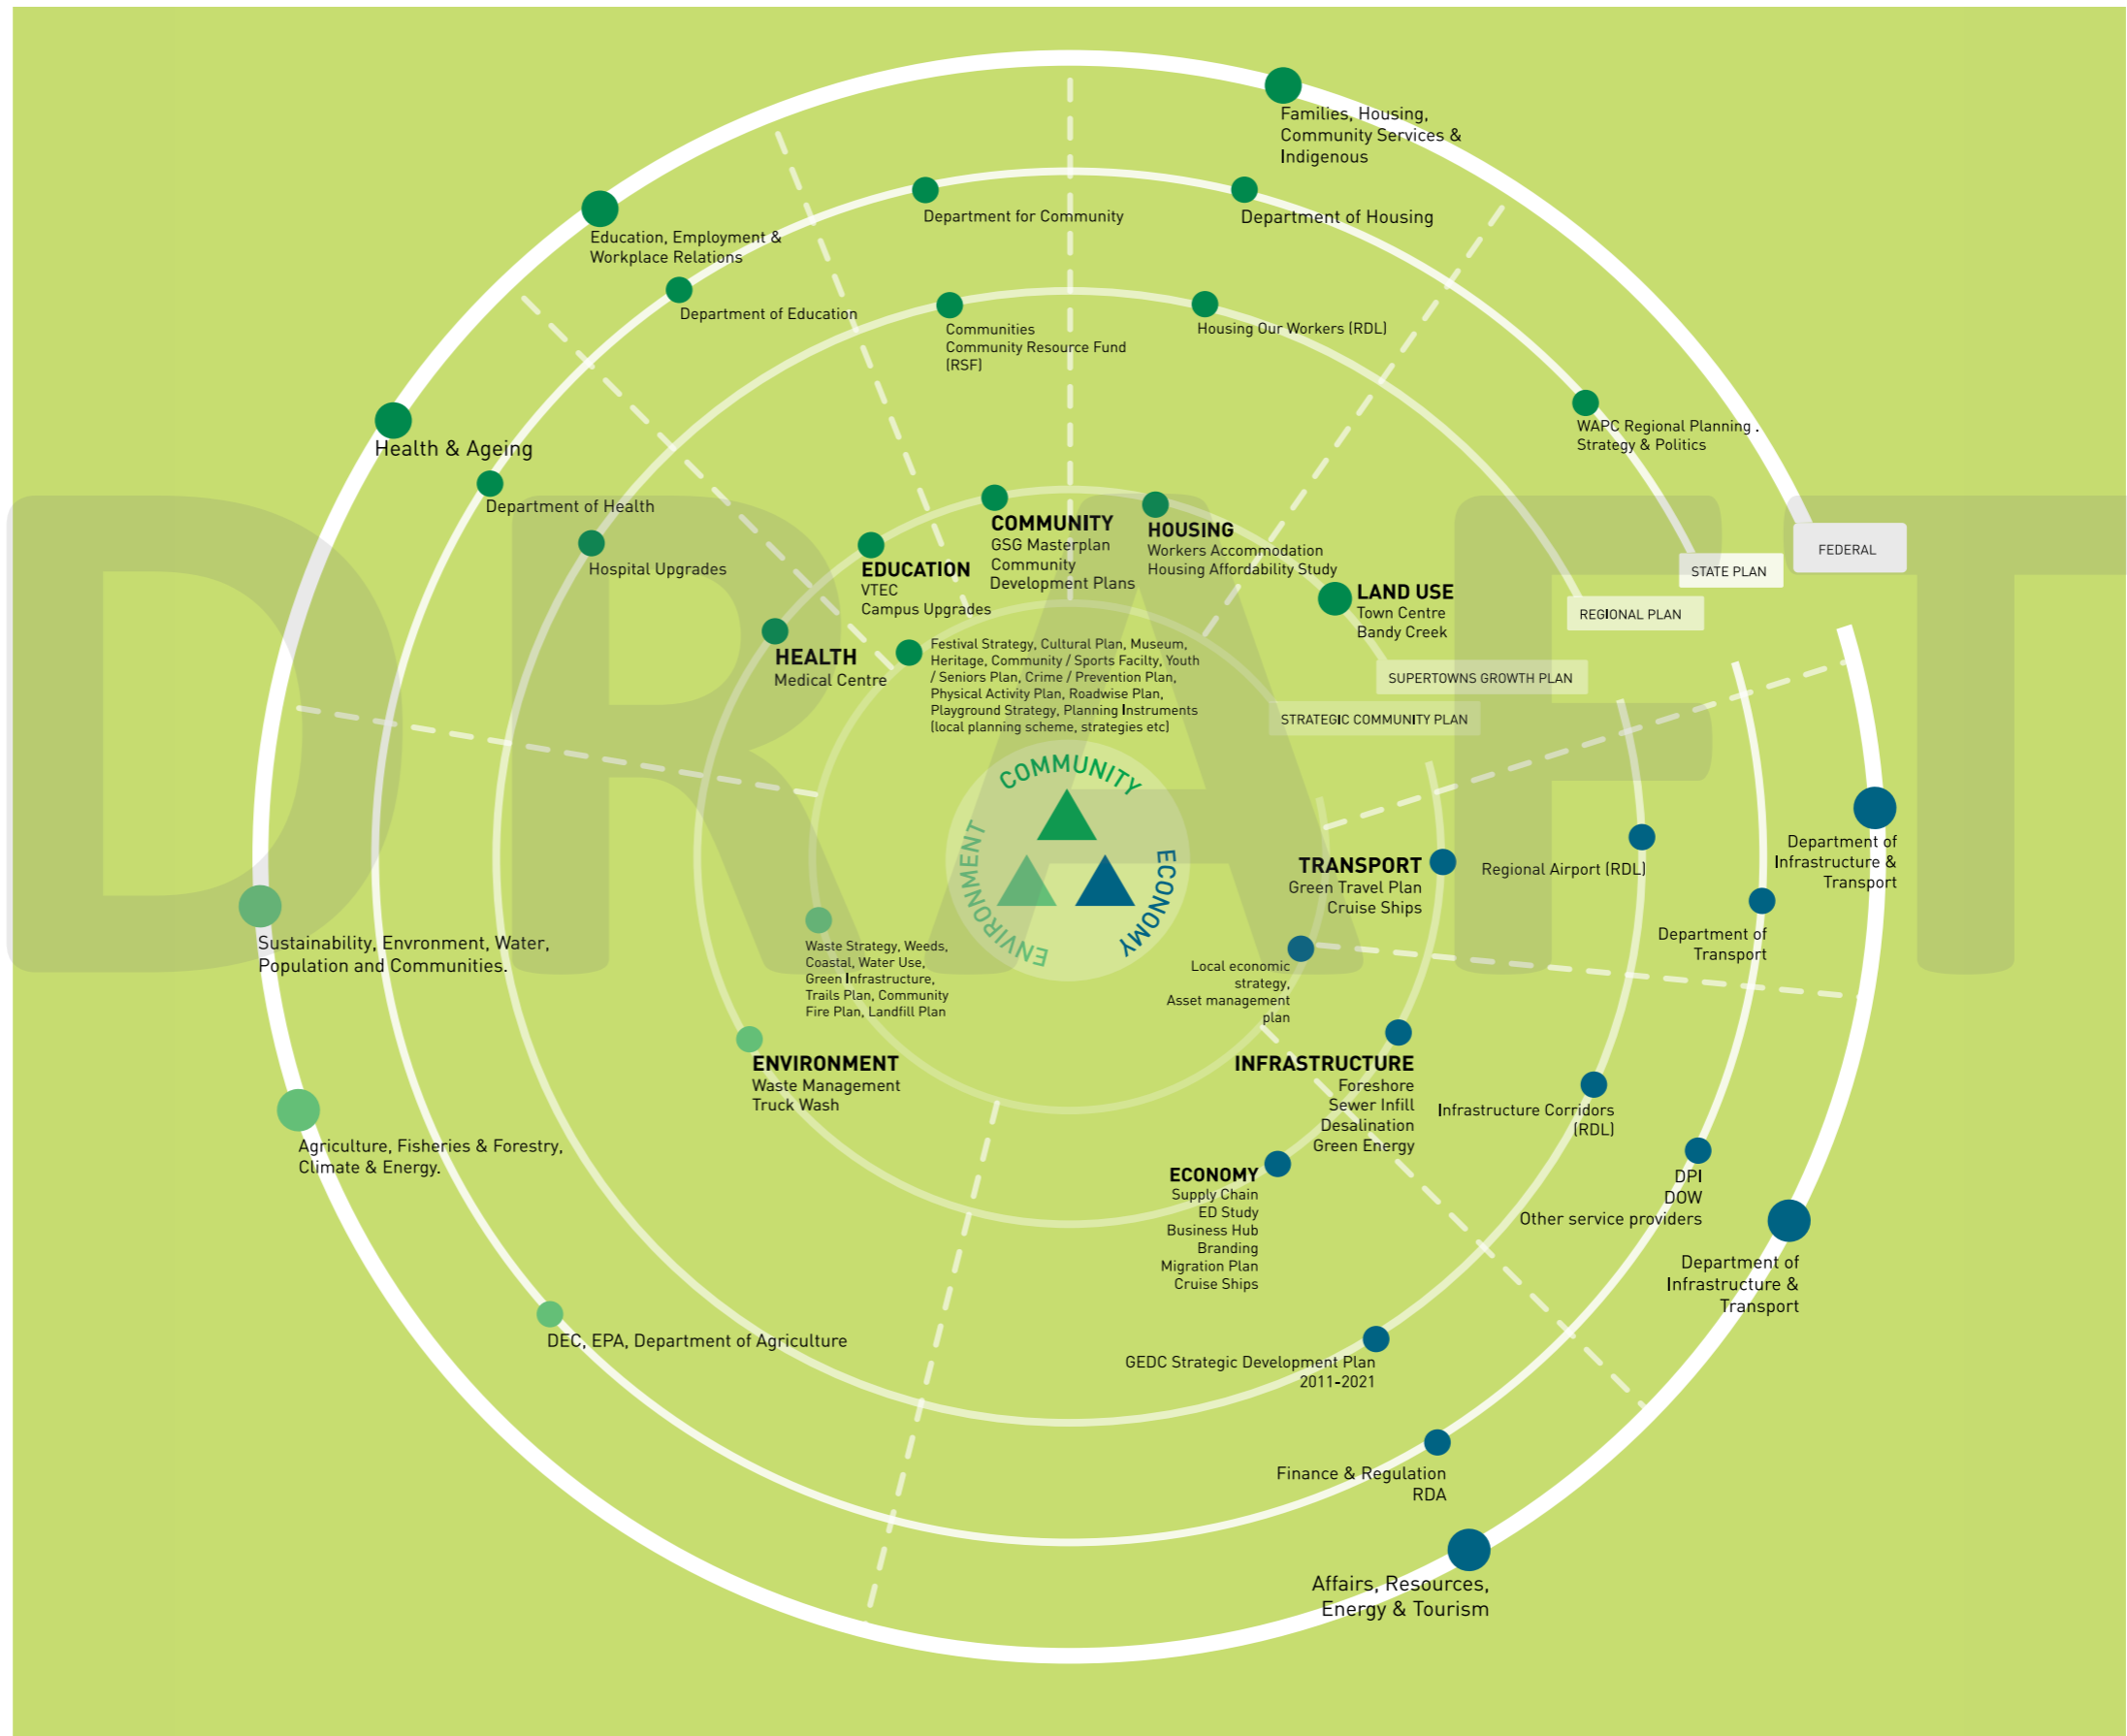 Families, Housing,
Community Services &
Indigenous
Education, Employment &
Workplace Relations
Department for Community
Department of Housing
Department of Education
Communities
Community Resource Fund
(RSF)
Housing Our Workers (RDL)
Health & Ageing
WAPC Regional Planning .
Strategy & Politics
Department of Health
Hospital Upgrades
DRAFT
FEDERAL
STATE PLAN
REGIONAL PLAN
SUPERTOWNS GROWTH PLAN
STRATEGIC COMMUNITY PLAN
COMMUNITY
GSG Masterplan
Community
Development Plans
HOUSING
Workers Accommodation
Housing Affordability Study
EDUCATION
VTEC
Campus Upgrades
LAND USE
Town Centre
Bandy Creek
HEALTH
Medical Centre
Festival Strategy, Cultural Plan, Museum,
Heritage, Community / Sports Facilty, Youth
/ Seniors Plan, Crime / Prevention Plan,
Physical Activity Plan, Roadwise Plan,
Playground Strategy, Planning Instruments
(local planning scheme, strategies etc)
COMMUNITY
ENVIRONMENT
ECONOMY
TRANSPORT
Green Travel Plan
Cruise Ships
Regional Airport (RDL)
Department of
Infrastructure &
Transport
Department of
Transport
Sustainability, Envronment, Water,
Population and Communities.
Waste Strategy, Weeds,
Coastal, Water Use,
Green Infrastructure,
Trails Plan, Community
Fire Plan, Landfill Plan
Local economic
strategy,
Asset management
plan
ENVIRONMENT
Waste Management
Truck Wash
INFRASTRUCTURE
Foreshore
Sewer Infill
Desalination
Green Energy
Infrastructure Corridors
(RDL)
Agriculture, Fisheries & Forestry,
Climate & Energy.
DPI
DOW
Other service providers
ECONOMY
Supply Chain
ED Study
Business Hub
Branding
Migration Plan
Cruise Ships
Department of
Infrastructure &
Transport
DEC, EPA, Department of Agriculture
GEDC Strategic Development Plan
2011-2021
Finance & Regulation
RDA
Affairs, Resources,
Energy & Tourism